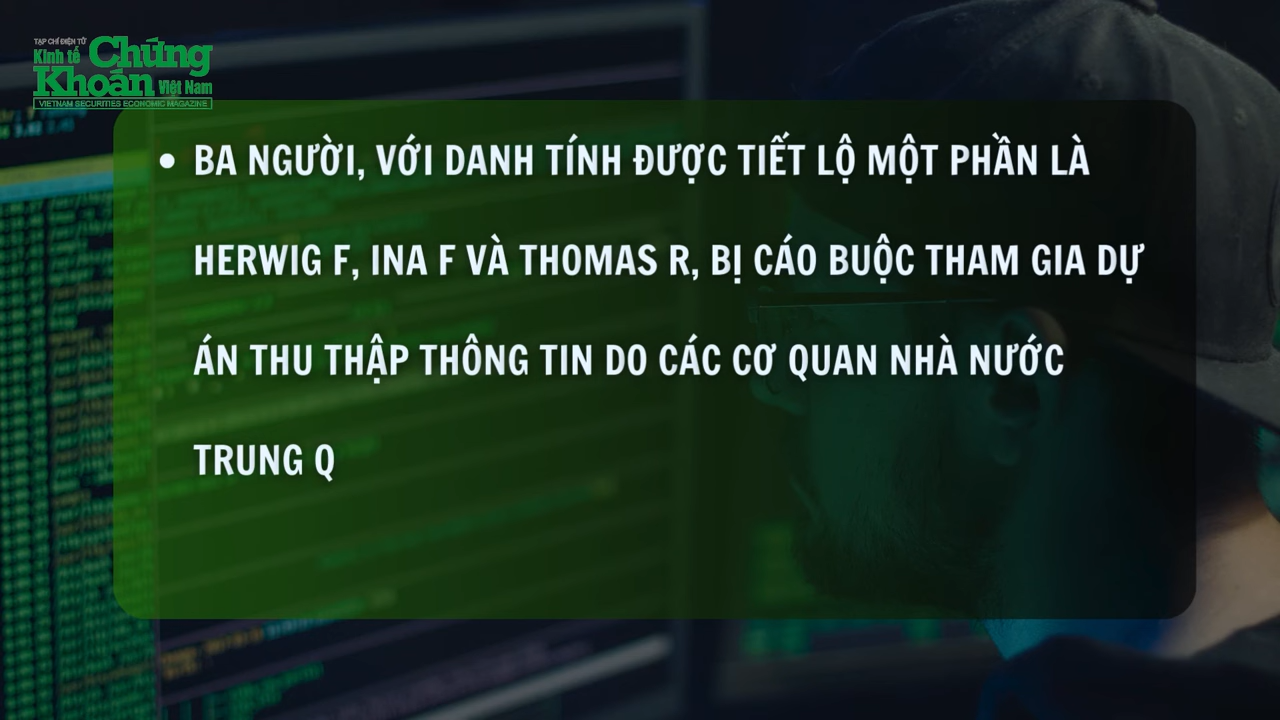 TẠP CHÍ ĐIỆN TỬ
Kinh tế Chứng
Khoán Việt Nam
VIETNAM SECURITIES ECONOMIC MAGAZINE
• BA NGƯỜI, VỚI DANH TÍNH ĐƯỢC TIẾT LỘ MỘT PHẦN LÀ
HERWIG F, INA F VÀ THOMAS R, BỊ CÁO BUỘC THAM GIA DỰ
ÁN THU THẬP THÔNG TIN DO CÁC CƠ QUAN NHÀ NƯỚC
TRUNG Q